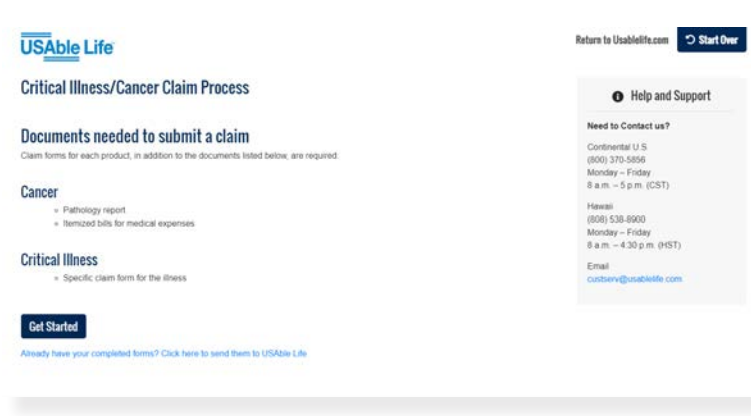 USAble Life
Return to Usablelife.com
Start Over
Critical Illness/Cancer Claim Process
Documents needed to submit a claim
Claim forms for each product, in addition to the documents listed below, are required.
Cancer
Pathology report
Itemized bills for medical expenses
Critical Illness
Specific claim form for the illness
Get Started
Already have your completed forms? Click here to send them to USAble Life
Help and Support
Need to Contact us?
Continental U.S
(800) 370-5856
Monday – Friday
8 a.m. – 5 p.m. (CST)
Hawaii
(808) 538-8900
Monday – Friday
8 a.m. – 4:30 p.m. (HST)
Email
custserv@usablelife.com